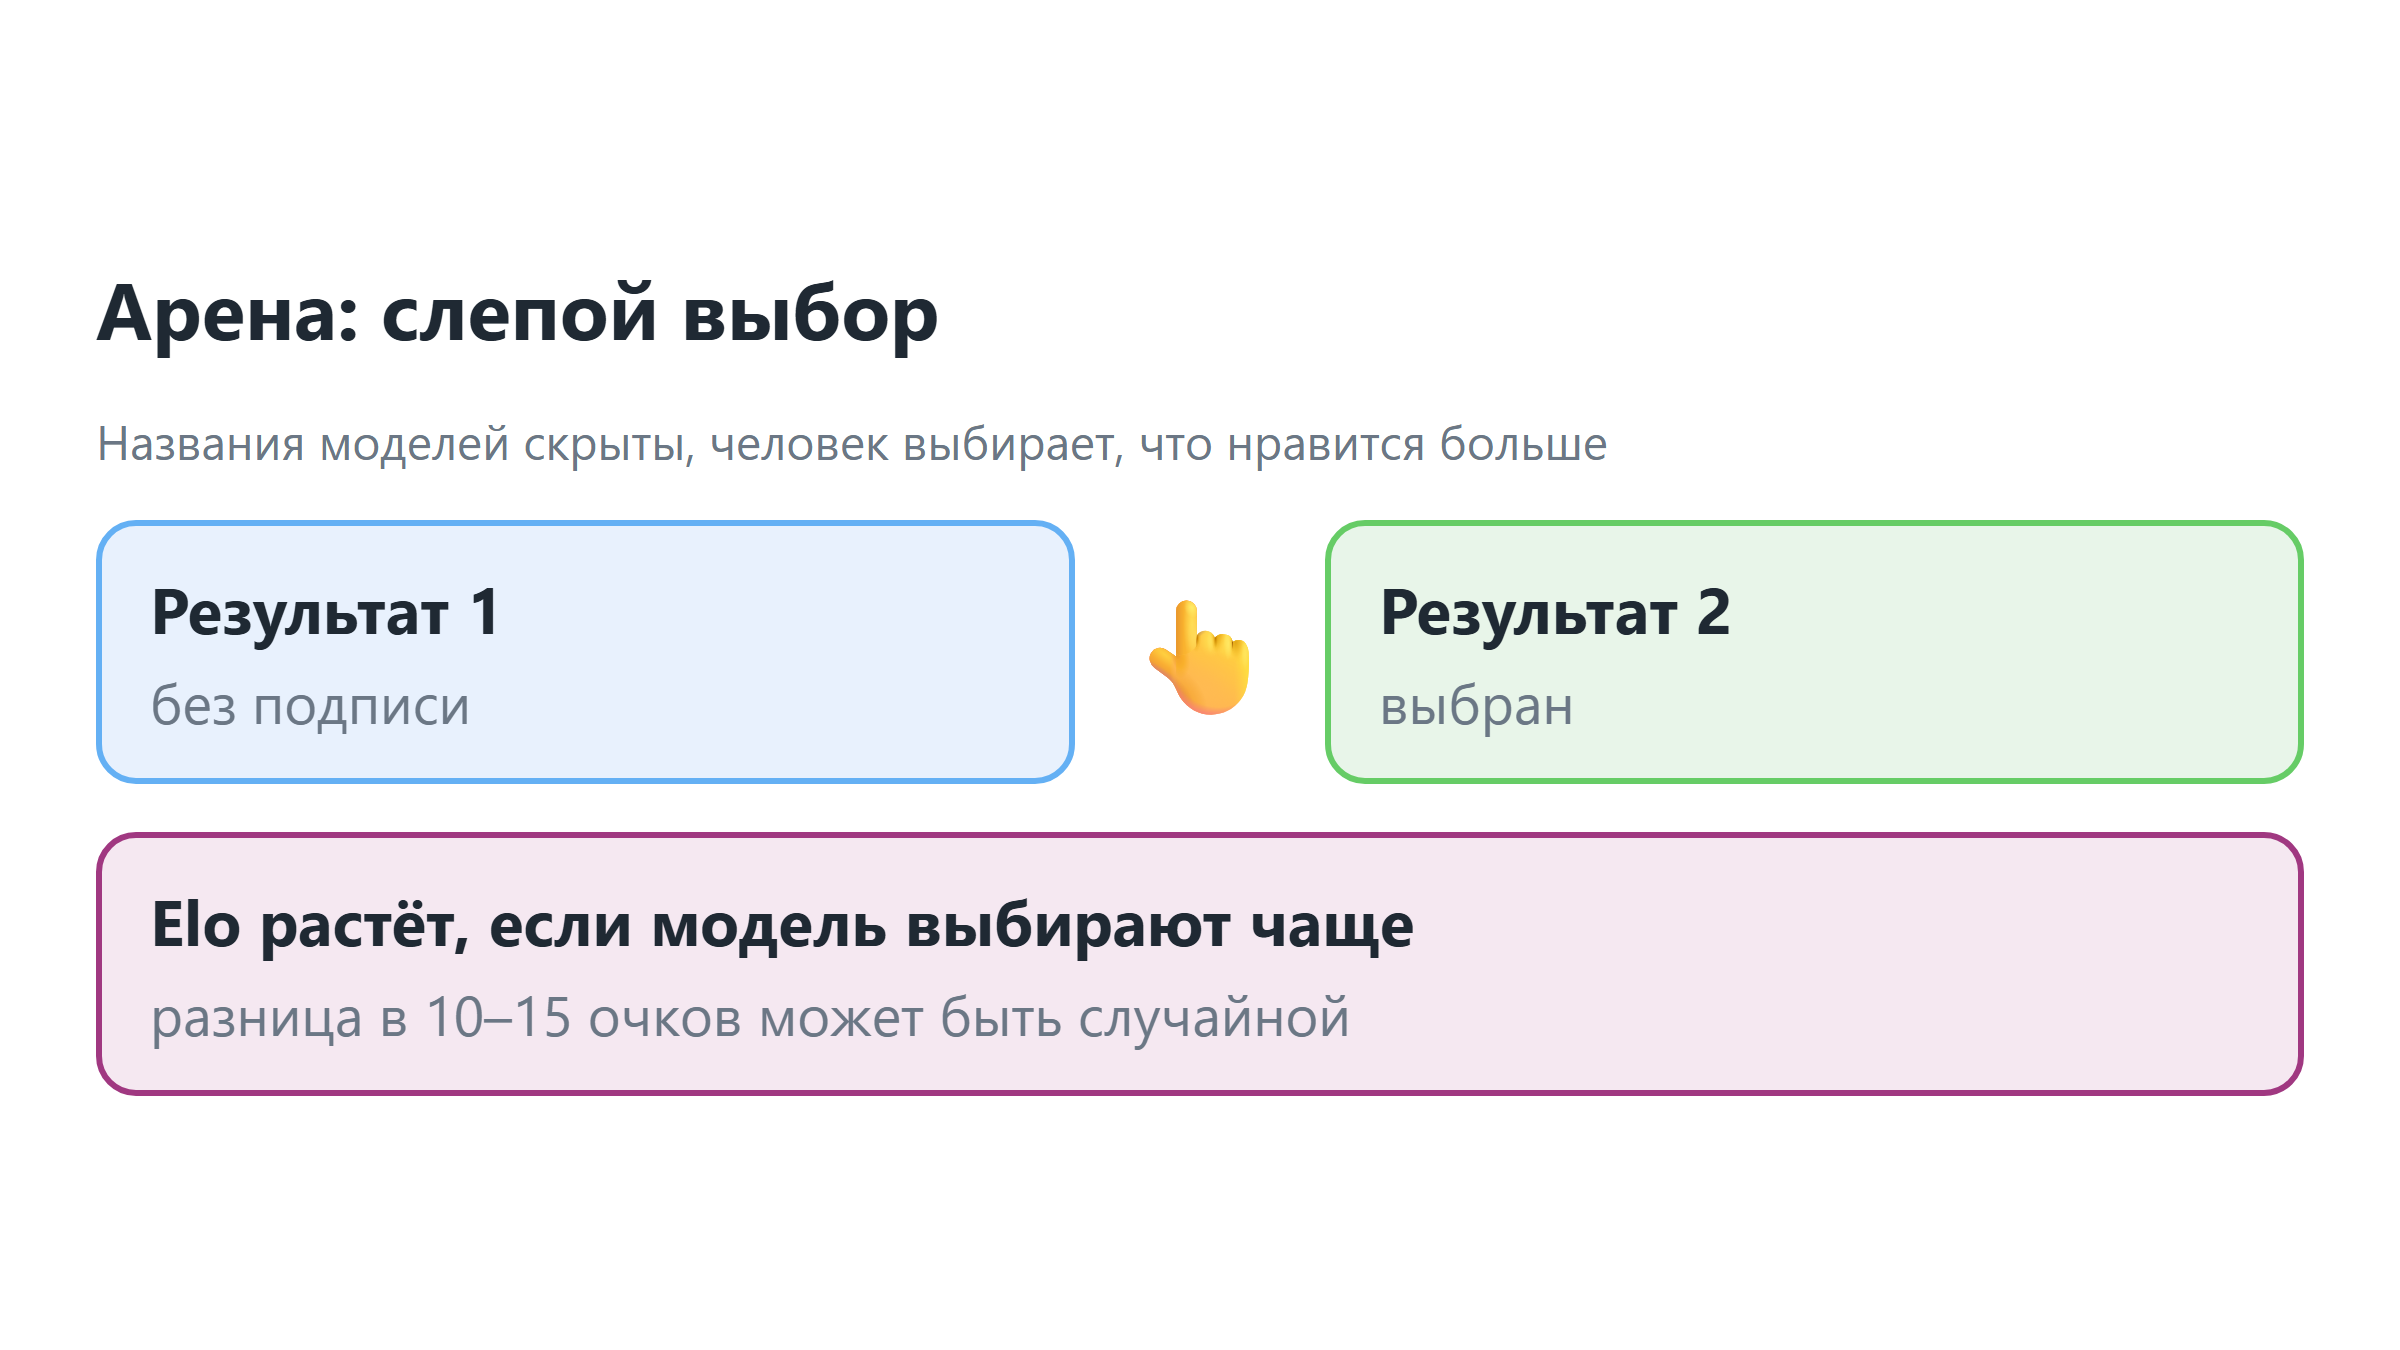 Арена: слепой выбор
Названия моделей скрыты, человек выбирает, что нравится больше
Результат 1
без подписи
Результат 2
выбран
Elo растёт, если модель выбирают чаще
разница в 10–15 очков может быть случайной